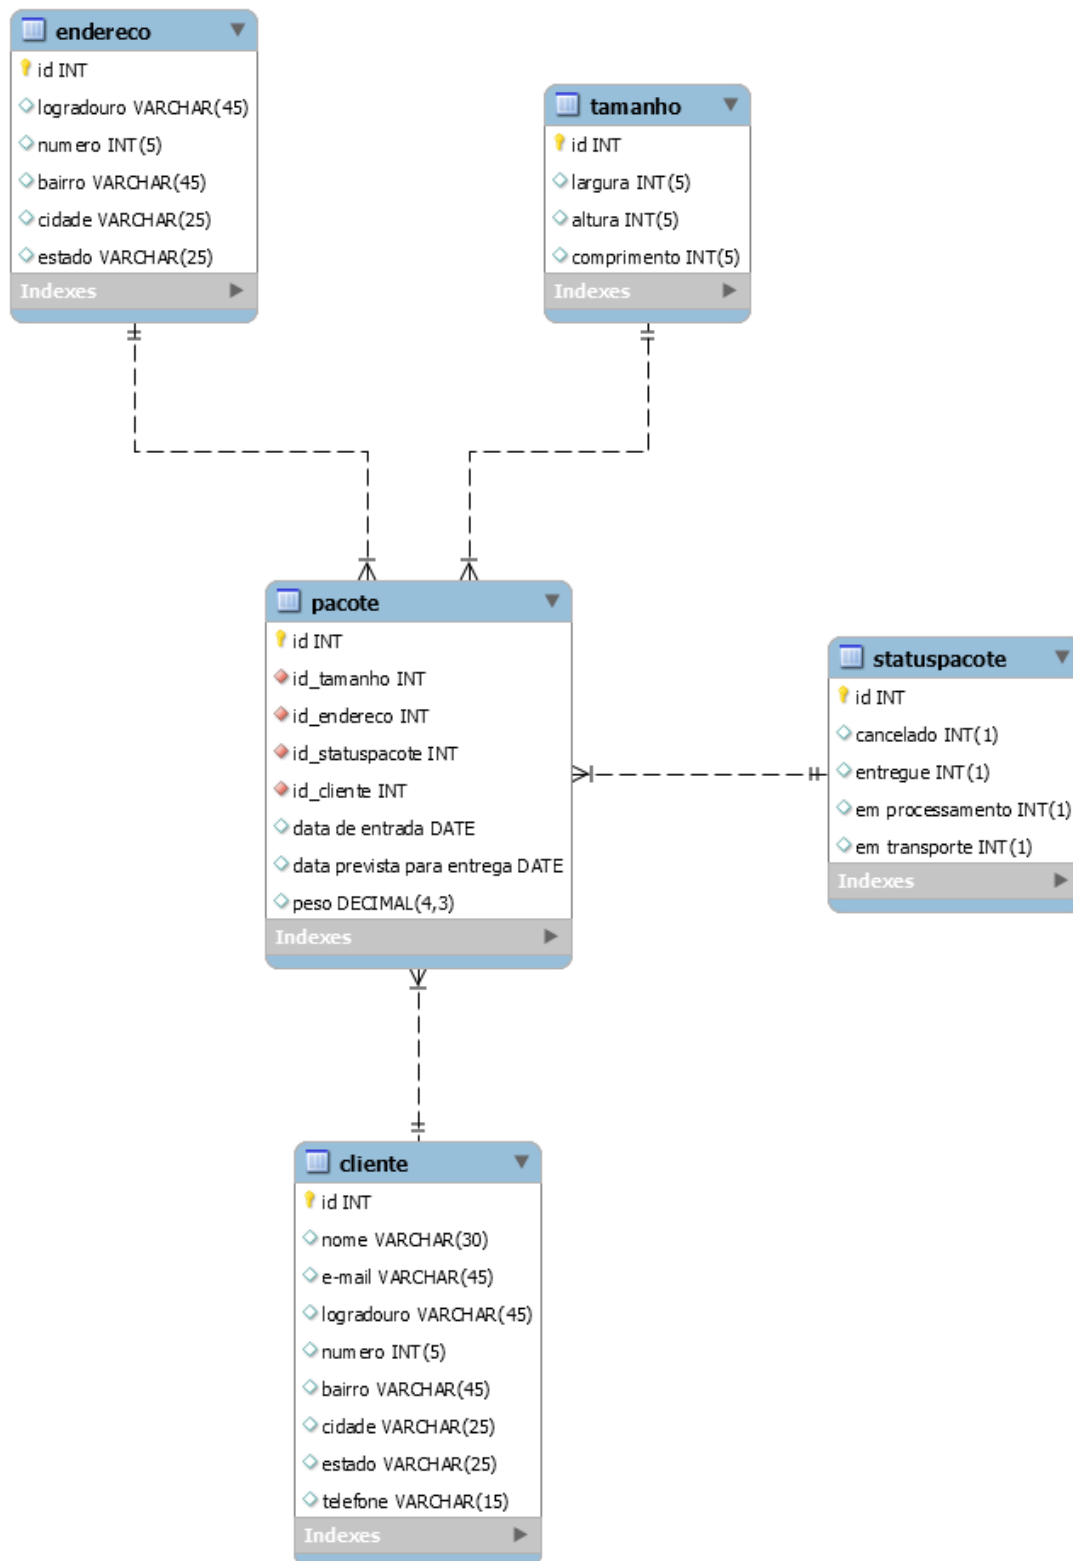 endereco
id INT
logradouro VARCHAR(45)
numero INT(5)
bairro VARCHAR(45)
cidade VARCHAR(25)
estado VARCHAR(25)
Indexes
tamanho
id INT
largura INT(5)
altura INT(5)
comprimento INT(5)
Indexes
pacote
id INT
id_tamanho INT
id_endereco INT
id_statuspacote INT
id_cliente INT
data de entrada DATE
data prevista para entrega DATE
peso DECIMAL(4,3)
Indexes
statuspacote
id INT
cancelado INT(1)
entregue INT(1)
em processamento INT(1)
em transporte INT(1)
Indexes
cliente
id INT
nome VARCHAR(30)
e-mail VARCHAR(45)
logradouro VARCHAR(45)
numero INT(5)
bairro VARCHAR(45)
cidade VARCHAR(25)
estado VARCHAR(25)
telefone VARCHAR(15)
Indexes